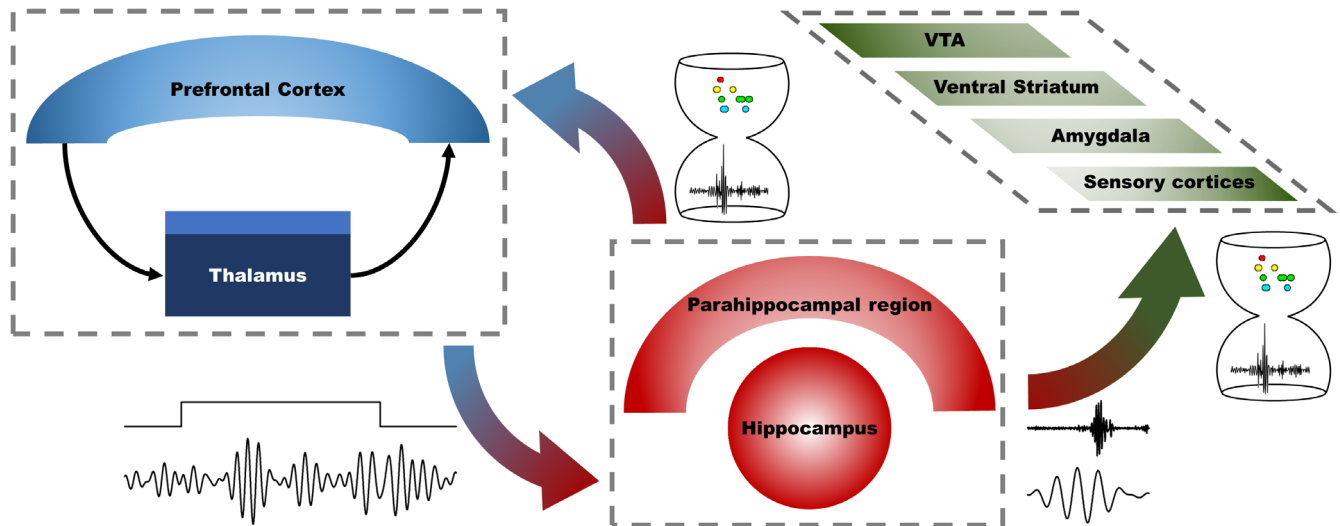 Prefrontal Cortex
Thalamus
VTA
Ventral Striatum
Amygdala
Sensory cortices
Parahippocampal region
Hippocampus